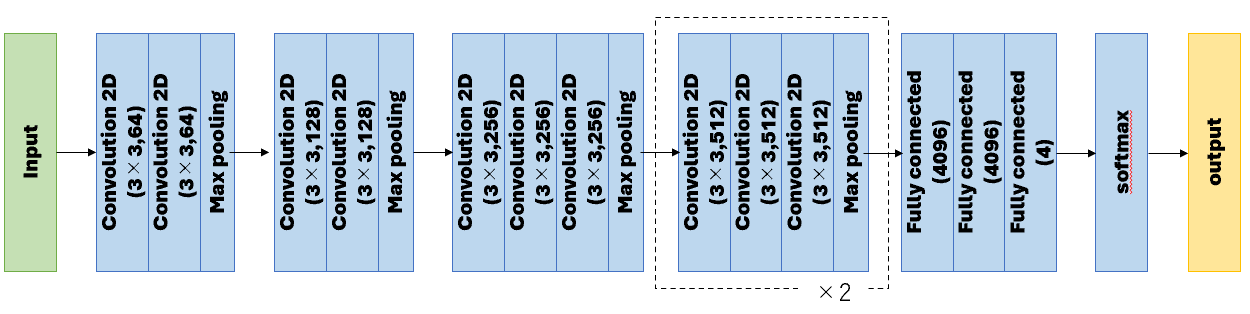 Input
Convolution 2D
(3×3,64)
Convolution 2D
(3×3,64)
Max pooling
Convolution 2D
(3×3,128)
Convolution 2D
(3×3,128)
Max pooling
Convolution 2D
(3×3,256)
Convolution 2D
(3×3,256)
Convolution 2D
(3×3,256)
Max pooling
Convolution 2D
(3×3,512)
Convolution 2D
(3×3,512)
Convolution 2D
(3×3,512)
Max pooling
×2
Fully connected
(4096)
Fully connected
(4096)
Fully connected
(4)
softmax
output